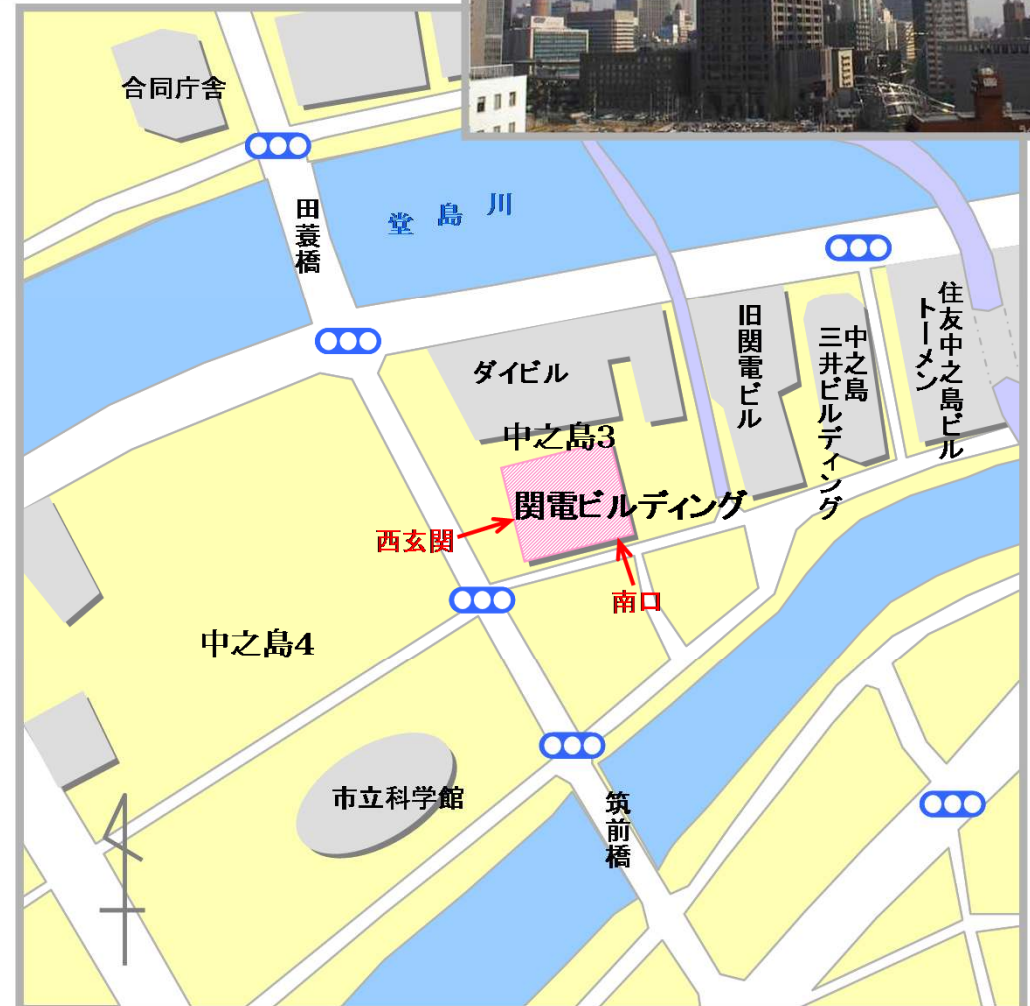 合同庁舎
田蓑橋
堂島川
ダイビル
旧関電ビル
中之島
三井ビルディング
住友中之島ビル
トーメン
中之島3
関電ビルディング
西玄関
南口
中之島4
市立科学館
筑前橋